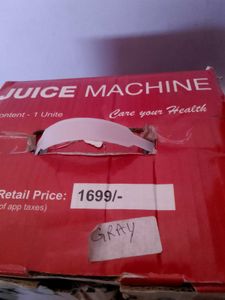 JUICE MACHINE
ontent - 1 Unite
Care your Health
Retail Price: 1699/-
of app taxes)
GRAY